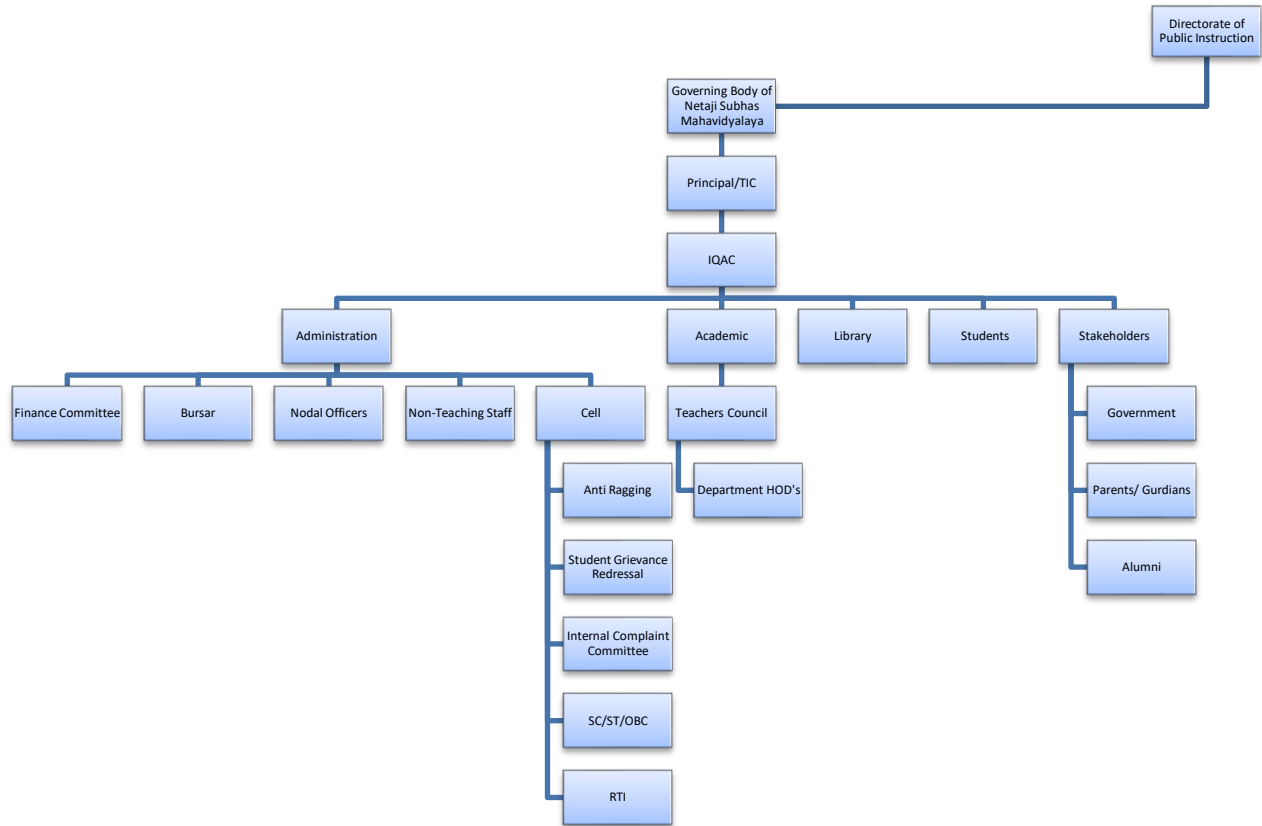 Directorate of
Public Instruction
Governing Body of
Netaji Subhas
Mahavidyalaya
Principal/TIC
IQAC
Administration
Academic
Library
Students
Stakeholders
Finance Committee
Bursar
Nodal Officers
Non-Teaching Staff
Cell
Teachers Council
Government
Anti Ragging
Department HOD's
Parents/ Gurdians
Student Grievance
Redressal
Alumni
Internal Complaint
Committee
SC/ST/OBC
RTI